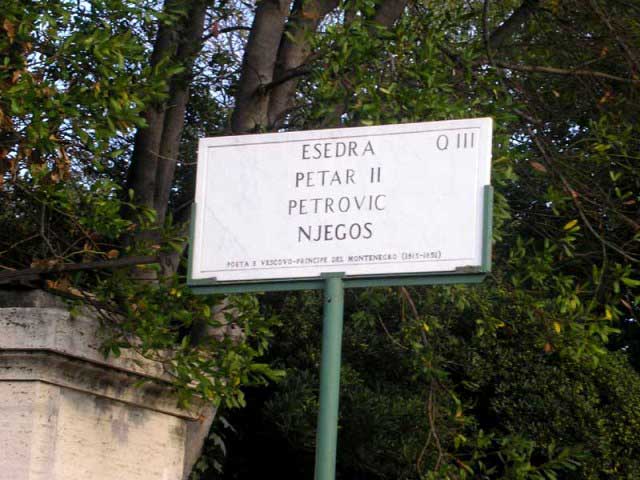 ESEDRA Q III
PETAR II
PETROVIC
NJEGOS
POETA E VESCOVO-PRINCIPE DEL MONTENEGRO (1813-1851)